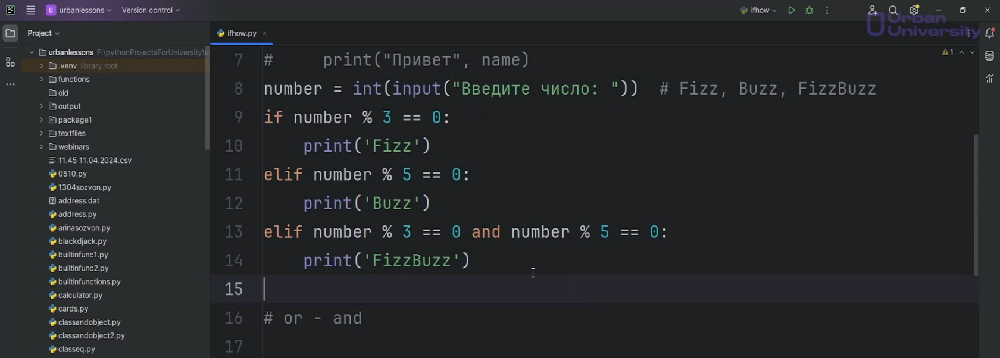 PC
U urbanlessons
Version control
ifhow
Urban
University
Project
ifhow.py
urbanlessons F:\pythonProjectsForUniversity\u
.venv library root
functions
old
output
package1
textfiles
webinars
11.45 11.04.2024.csv
0510.py
1304sozvon.py
address.dat
address.py
arinasozvon.py
blackdjack.py
builtinfunc1.py
builtinfunc2.py
builtinfunctions.py
calculator.py
cards.py
classandobject.py
classandobject2.py
classeq.py
1
7 # print("Привет", name)
8 number = int(input("Введите число: ")) # Fizz, Buzz, FizzBuzz
9 if number % 3 == 0:
10 print('Fizz')
11 elif number % 5 == 0:
12 print('Buzz')
13 elif number % 3 == 0 and number % 5 == 0:
14 print('FizzBuzz')
15
16 # or - and
17